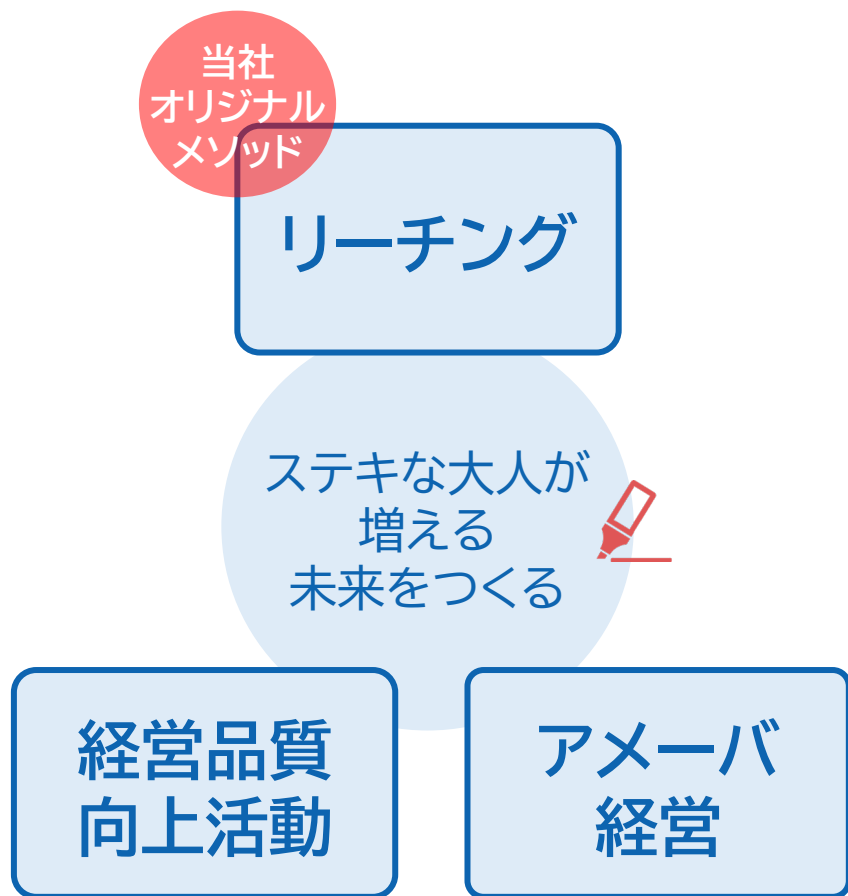 当社
オリジナル
メソッド
リーチング
ステキな大人が
増える
未来をつくる
経営品質
向上活動
アメーバ
経営